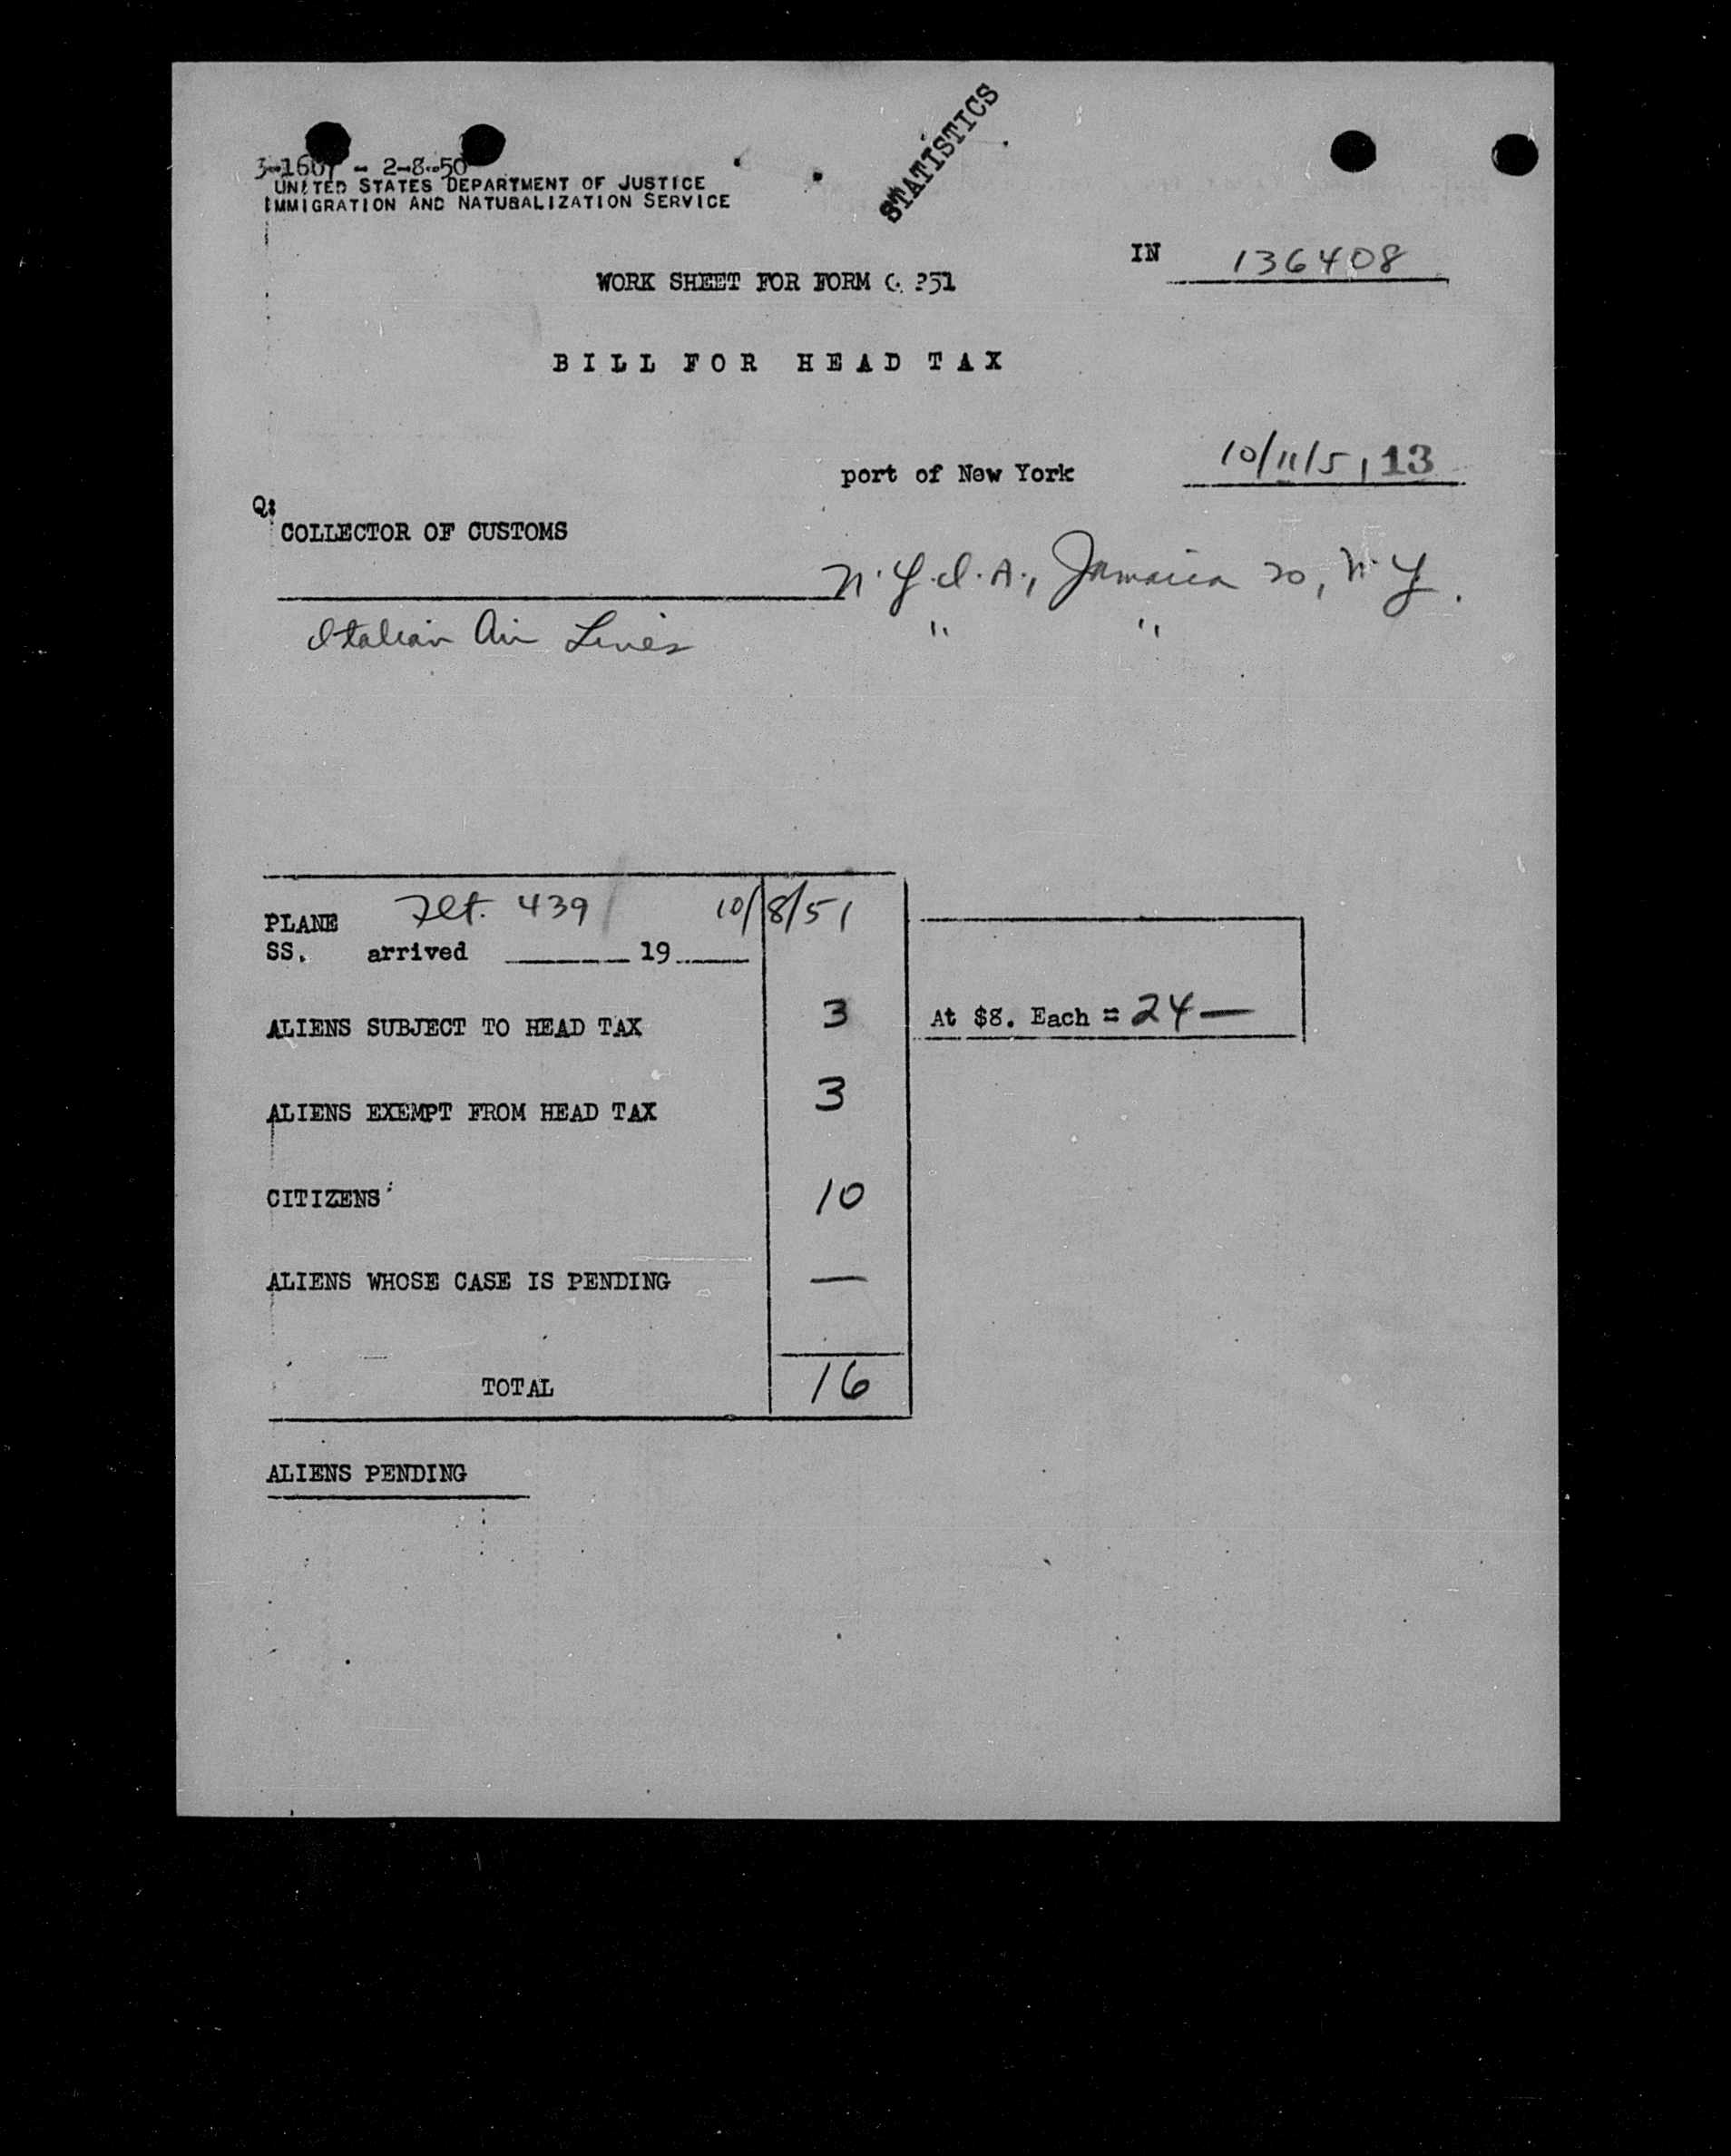 STATISTICS
3-1607 - 2-8-50
UNITED STATES DEPARTMENT OF JUSTICE
IMMIGRATION AND NATURALIZATION SERVICE
IN 136408
WORK SHEET FOR FORM 251
BILL FOR HEAD TAX
port of New York 10/11/51 13
COLLECTOR OF CUSTOMS
N.Y.I.A., Jamaica 20, N.Y.
Italian Air Lines " "
PLANE Flt. 439 10/8/51
SS. arrived 19
ALIENS SUBJECT TO HEAD TAX 3 At $8. Each = 24 —
ALIENS EXEMPT FROM HEAD TAX 3
CITIZENS 10
ALIENS WHOSE CASE IS PENDING —
TOTAL 16
ALIENS PENDING